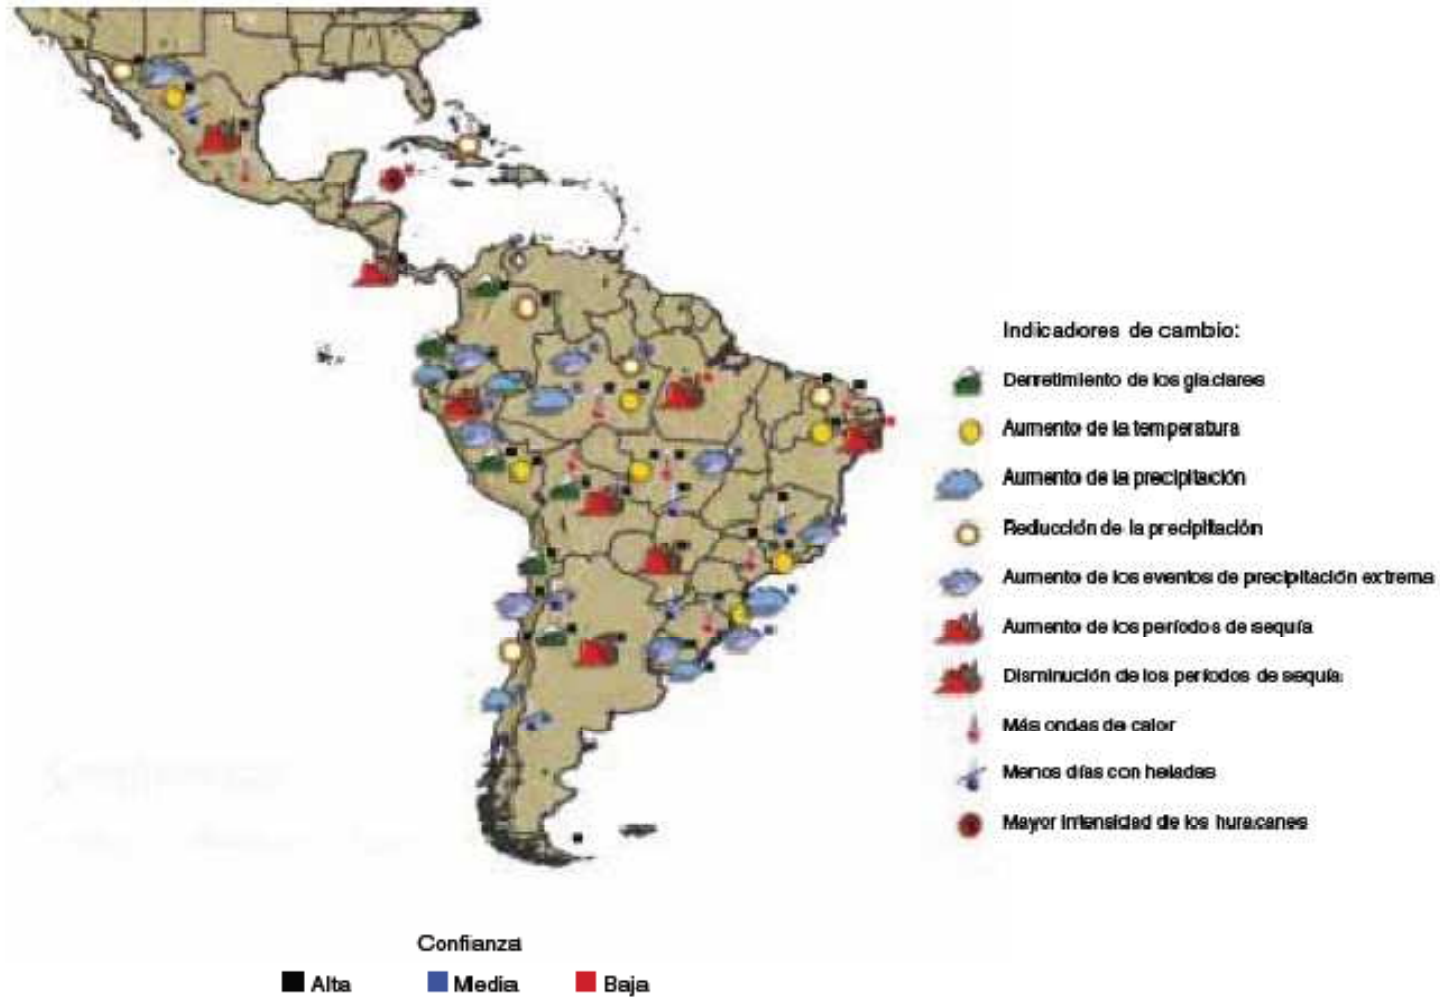 Indicadores de cambio:
Derretimiento de los glaciares
Aumento de la temperatura
Aumento de la precipitación
Reducción de la precipitación
Aumento de los eventos de precipitación extrema
Aumento de los períodos de sequía
Disminución de los períodos de sequía
Más ondas de calor
Menos días con heladas
Mayor intensidad de los huracanes
Confianza
Alta
Media
Baja